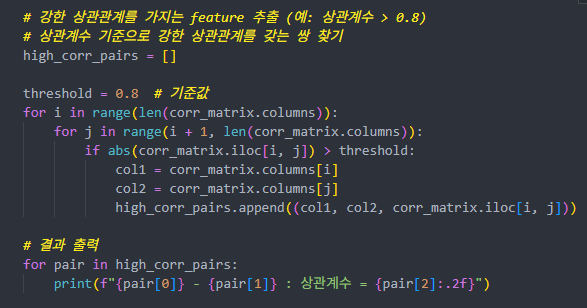 # 강한 상관관계를 가지는 feature 추출 (예: 상관계수 > 0.8)
# 상관계수 기준으로 강한 상관관계를 갖는 쌍 찾기
high_corr_pairs = []

threshold = 0.8  # 기준값
for i in range(len(corr_matrix.columns)):
    for j in range(i + 1, len(corr_matrix.columns)):
        if abs(corr_matrix.iloc[i, j]) > threshold:
            col1 = corr_matrix.columns[i]
            col2 = corr_matrix.columns[j]
            high_corr_pairs.append((col1, col2, corr_matrix.iloc[i, j]))

# 결과 출력
for pair in high_corr_pairs:
    print(f"{pair[0]} - {pair[1]} : 상관계수 = {pair[2]:.2f}")